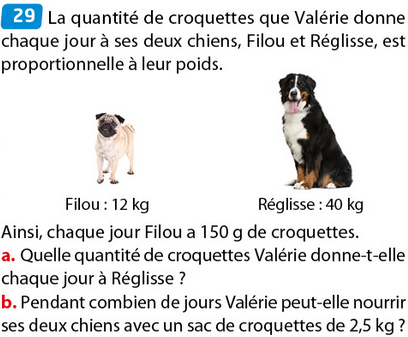 29 La quantité de croquettes que Valérie donne
chaque jour à ses deux chiens, Filou et Réglisse, est
proportionnelle à leur poids.
Filou : 12 kg
Réglisse : 40 kg
Ainsi, chaque jour Filou a 150 g de croquettes.
a. Quelle quantité de croquettes Valérie donne-t-elle
chaque jour à Réglisse ?
b. Pendant combien de jours Valérie peut-elle nourrir
ses deux chiens avec un sac de croquettes de 2,5 kg ?